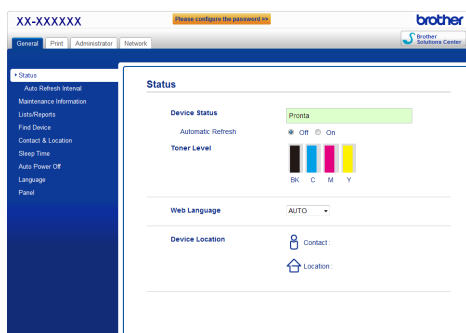 XX-XXXXXX
Please configure the password >>
brother
General Print Administrator Network
Brother
Solutions Center
Status
Auto Refresh Interval
Maintenance Information
Lists/Reports
Find Device
Contact & Location
Sleep Time
Auto Power Off
Language
Panel
Status
Device Status Pronta
Automatic Refresh Off On
Toner Level
BK C M Y
Web Language AUTO
Device Location Contact :
Location :